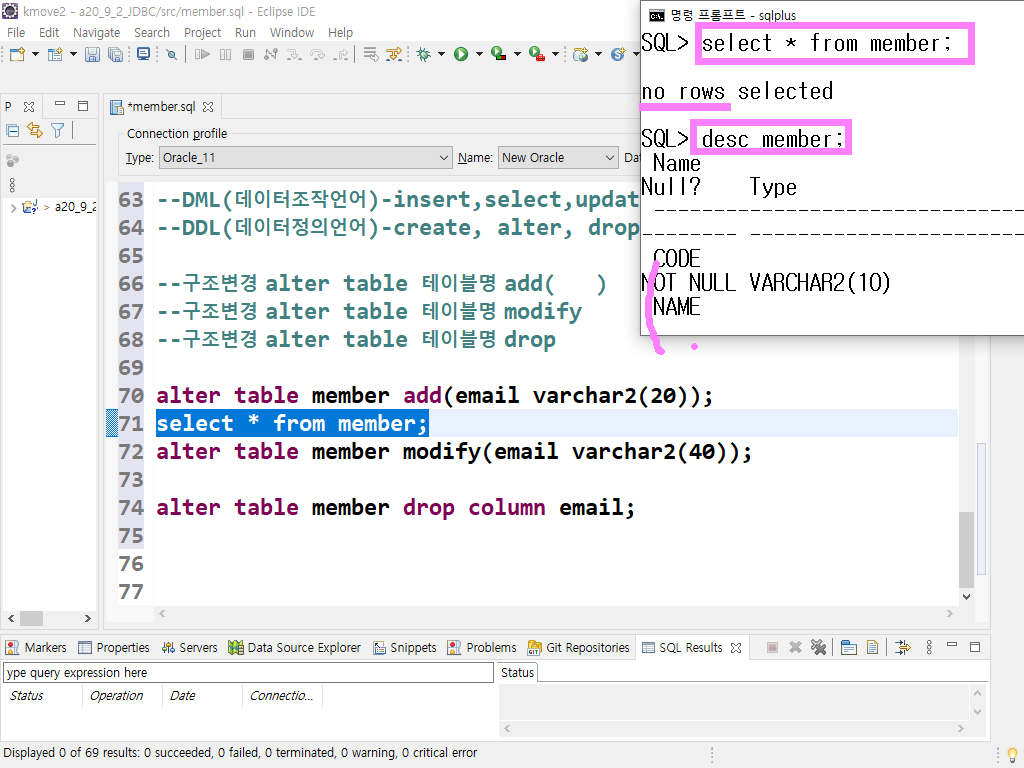 kmove2 - a20_9_2_JDBC/src/member.sql - Eclipse IDE
File Edit Navigate Search Project Run Window Help
P
*member.sql
Connection profile
Type: Oracle_11 Name: New Oracle Dat
> a20_9_2
63 --DML(데이터조작언어)-insert,select,updat
64 --DDL(데이터정의언어)-create, alter, drop
65
66 --구조변경 alter table 테이블명 add( )
67 --구조변경 alter table 테이블명 modify
68 --구조변경 alter table 테이블명 drop
69
70 alter table member add(email varchar2(20));
71 select * from member;
72 alter table member modify(email varchar2(40));
73
74 alter table member drop column email;
75
76
77
명령 프롬프트 - sqlplus
SQL> select * from member;
no rows selected
SQL> desc member;
Name
Null? Type
-------------------------------
-------- -----------------------
CODE
NOT NULL VARCHAR2(10)
NAME
Markers Properties Servers Data Source Explorer Snippets Problems Git Repositories SQL Results
ype query expression here
Status Operation Date Connectio...
Status
Displayed 0 of 69 results: 0 succeeded, 0 failed, 0 terminated, 0 warning, 0 critical error